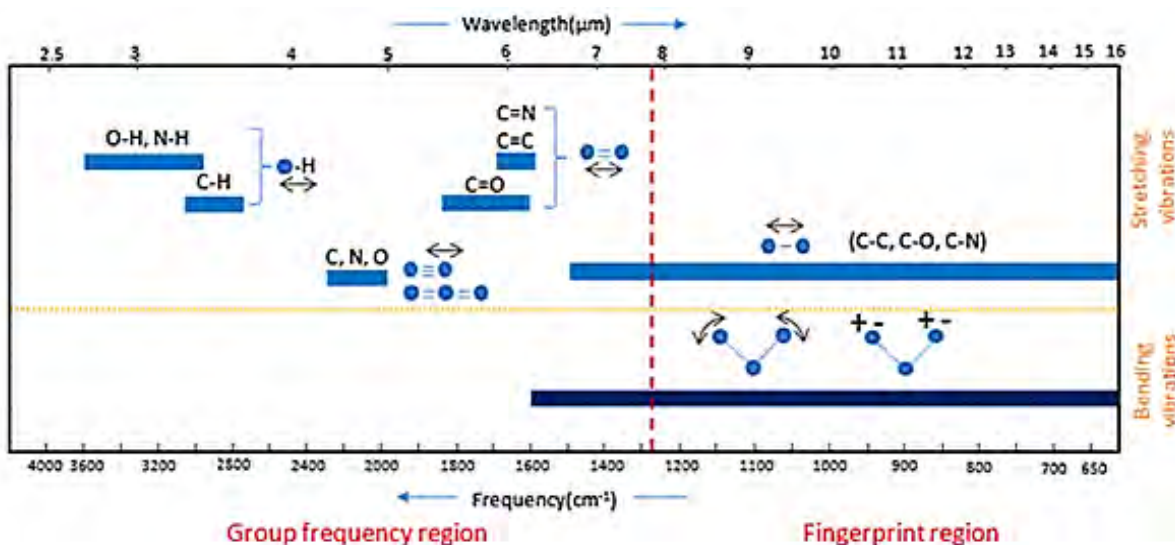 Wavelength(μm)
2.5 3 4 5 6 7 8 9 10 11 12 13 14 15 16
C=N
O-H, N-H
C=C
-H
C-H
C=O
C, N, O
(C-C, C-O, C-N)
Stretching
vibrations
+ - + -
Bending
vibrations
4000 3600 3200 2800 2400 2000 1800 1600 1400 1200 1000 900 800 700 650
Frequency(cm⁻¹)
Group frequency region
Fingerprint region